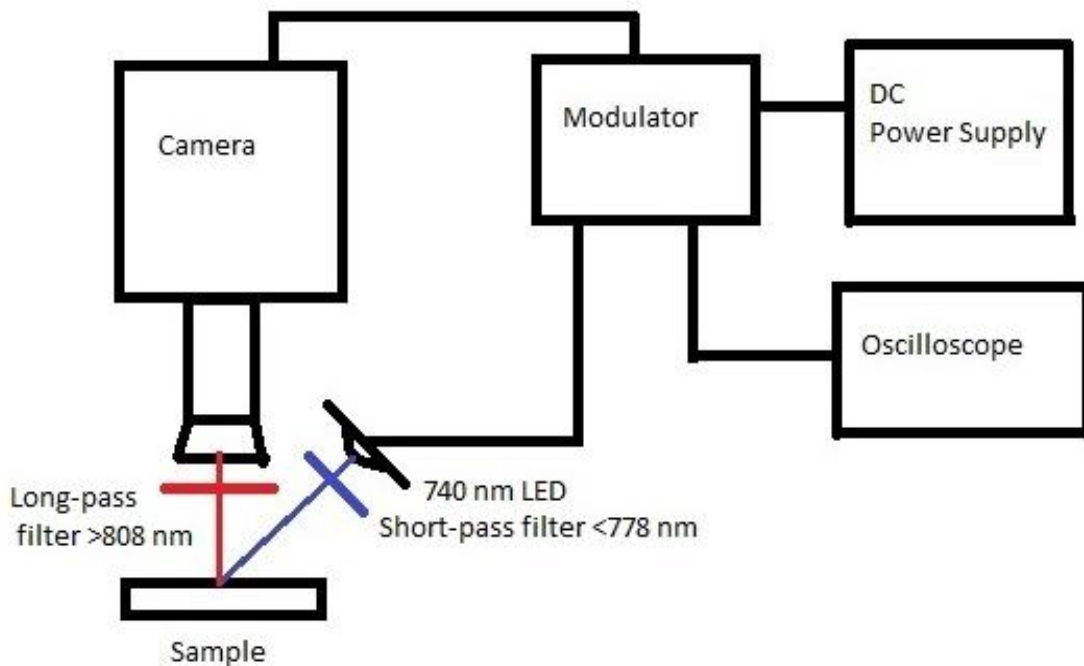 Camera
Modulator
DC
Power Supply
Oscilloscope
Long-pass
filter >808 nm
740 nm LED
Short-pass filter <778 nm
Sample